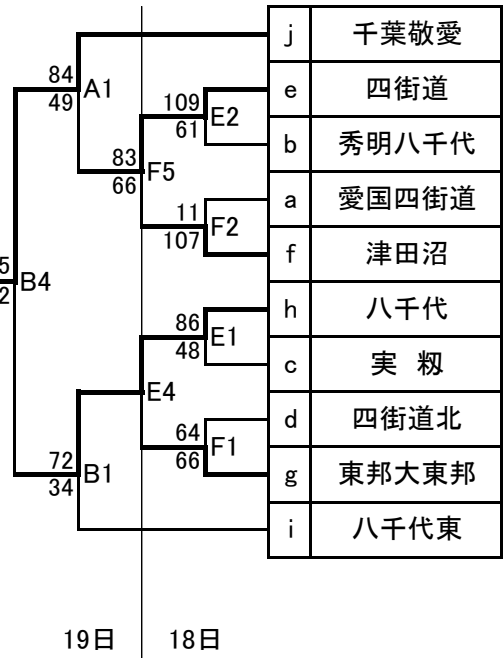 j 千葉敬愛
84
A1
49
e 四街道
109
E2
61
b 秀明八千代
83
F5
66
a 愛国四街道
11
F2
107
f 津田沼
5
B4
2
h 八千代
86
E1
48
c 実 籾
E4
d 四街道北
64
F1
66
g 東邦大東邦
72
B1
34
i 八千代東
19日 18日